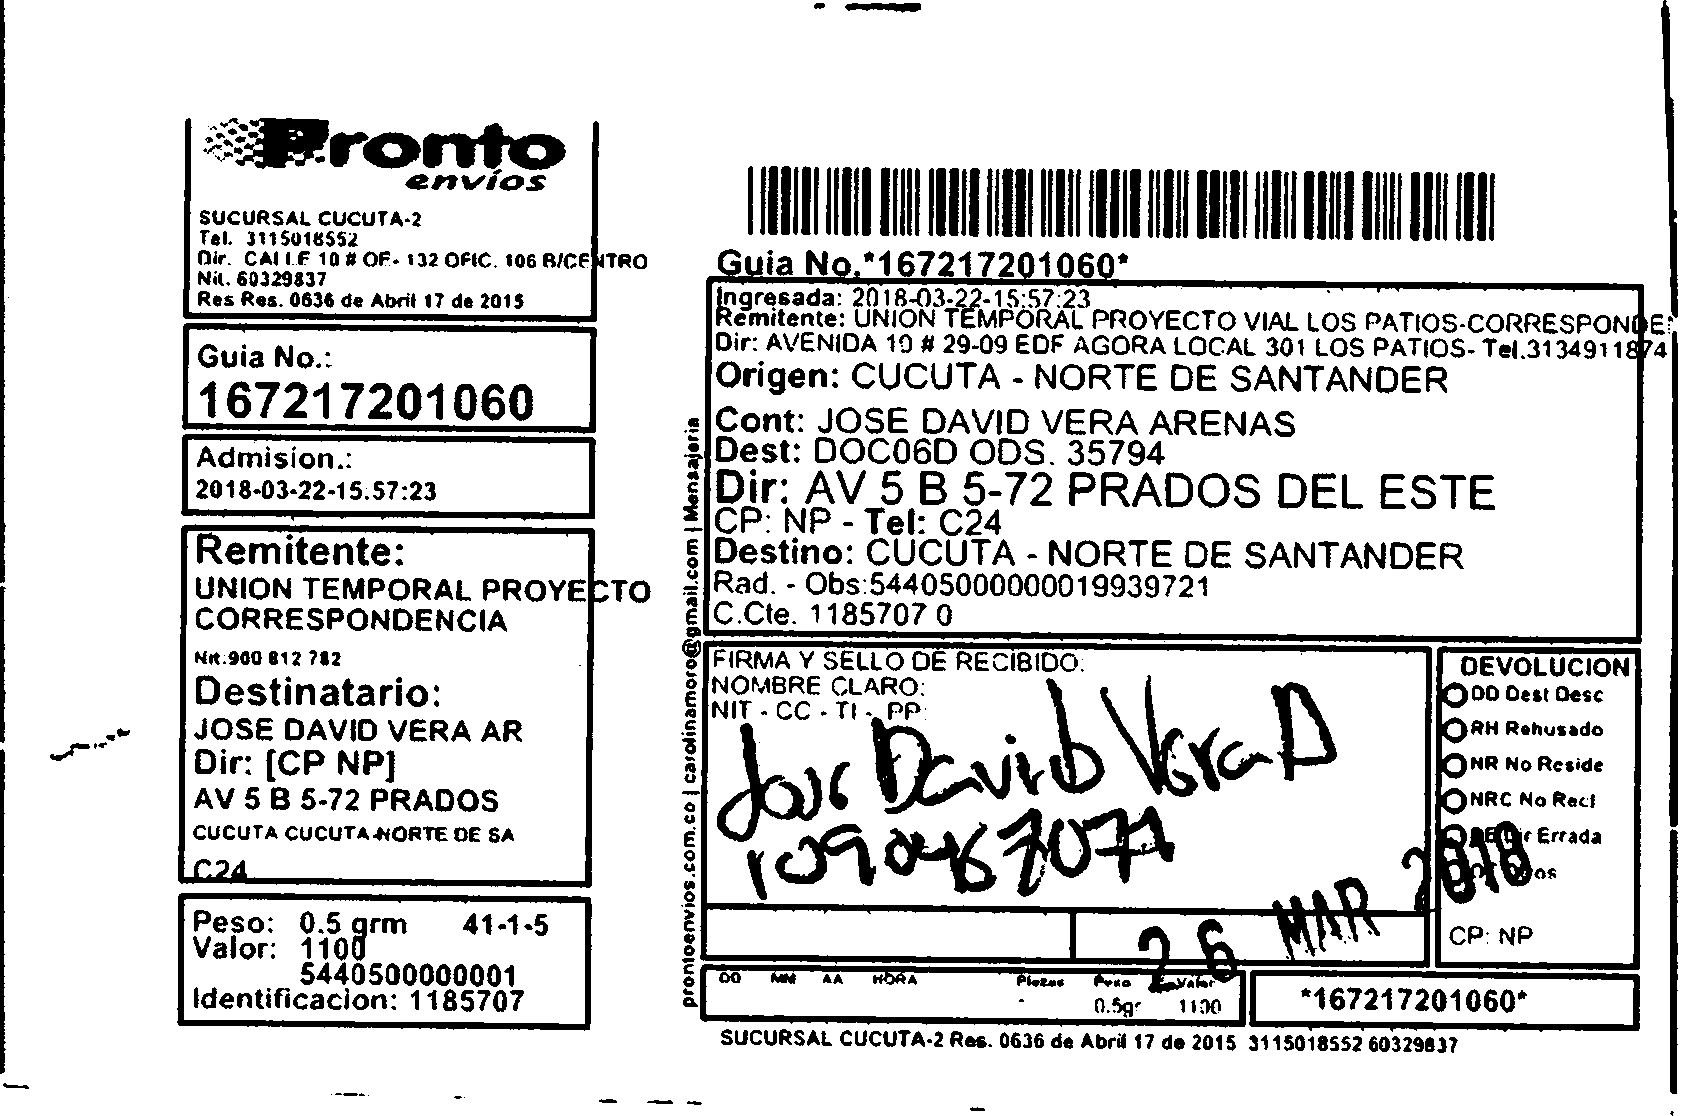 Pronto
envíos
SUCURSAL CUCUTA-2
Tel. 3115018552
Dir. CALLE 10 # OF- 132 OFIC. 106 B/CENTRO
Nit. 60329837
Res Res. 0636 de Abril 17 de 2015
Guia No.:
167217201060
Admision.:
2018-03-22-15:57:23
Remitente:
UNION TEMPORAL PROYECTO
CORRESPONDENCIA
Nit.900 812 782
Destinatario:
JOSE DAVID VERA AR
Dir: [CP NP]
AV 5 B 5-72 PRADOS
CUCUTA CUCUTA-NORTE DE SA
C24
Peso: 0.5 grm 41-1-5
Valor: 1100
5440500000001
Identificacion: 1185707
prontoenvios.com.co | carolinamoro@gmail.com | Mensajeria
Guia No.*167217201060*
Ingresada: 2018-03-22-15:57:23
Remitente: UNION TEMPORAL PROYECTO VIAL LOS PATIOS-CORRESPONDE
Dir: AVENIDA 10 # 29-09 EDF AGORA LOCAL 301 LOS PATIOS- Tel.3134911874
Origen: CUCUTA - NORTE DE SANTANDER
Cont: JOSE DAVID VERA ARENAS
Dest: DOC06D ODS. 35794
Dir: AV 5 B 5-72 PRADOS DEL ESTE
CP: NP - Tel: C24
Destino: CUCUTA - NORTE DE SANTANDER
Rad. - Obs:54405000000019939721
C.Cte. 1185707 0
FIRMA Y SELLO DE RECIBIDO:
NOMBRE CLARO:
NIT - CC - TI - PP:
Jose David Vera A
1090467071
26 MAR 2018
DEVOLUCION
DD Dest Desc
RH Rehusado
NR No Reside
NRC No Recl
DE Dir Errada
CP: NP
DD MM AA HORA Piezas Peso Valor
0.5gr 1100
*167217201060*
SUCURSAL CUCUTA-2 Res. 0636 de Abril 17 de 2015 3115018552 60329837